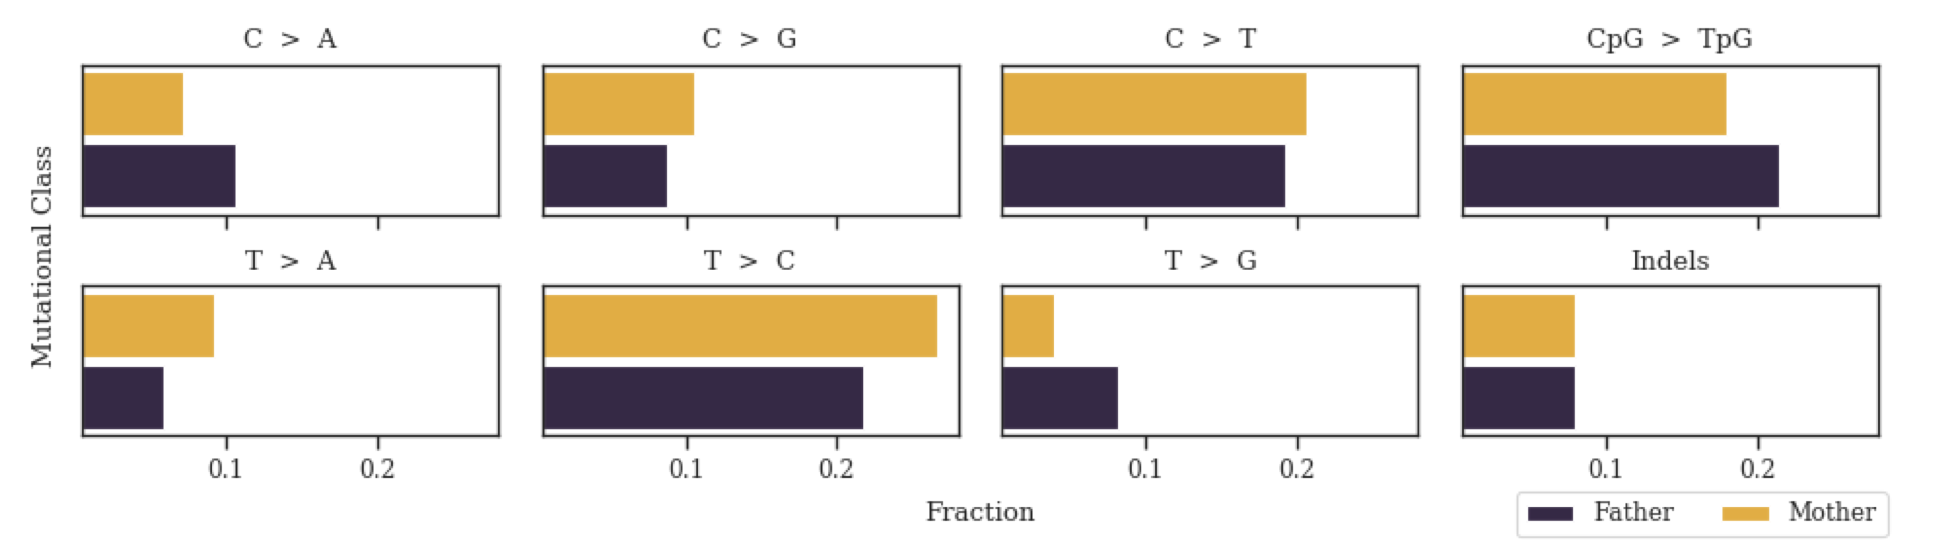 C > A
C > G
C > T
CpG > TpG
Mutational Class
T > A
T > C
T > G
Indels
0.1 0.2
0.1 0.2
0.1 0.2
0.1 0.2
Fraction
Father Mother